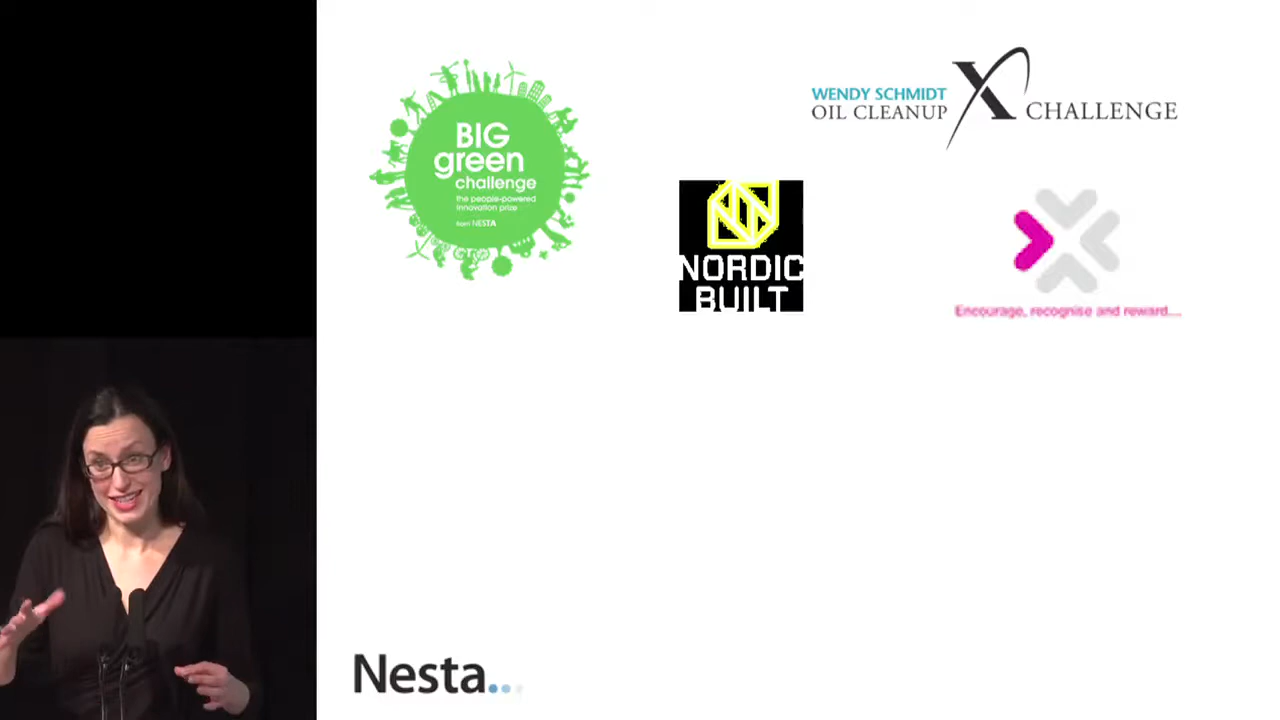 BIG
green
challenge
the people-powered
innovation prize
from NESTA
WENDY SCHMIDT
OIL CLEANUP X CHALLENGE
NORDIC
BUILT
Encourage, recognise and reward....
Nesta...